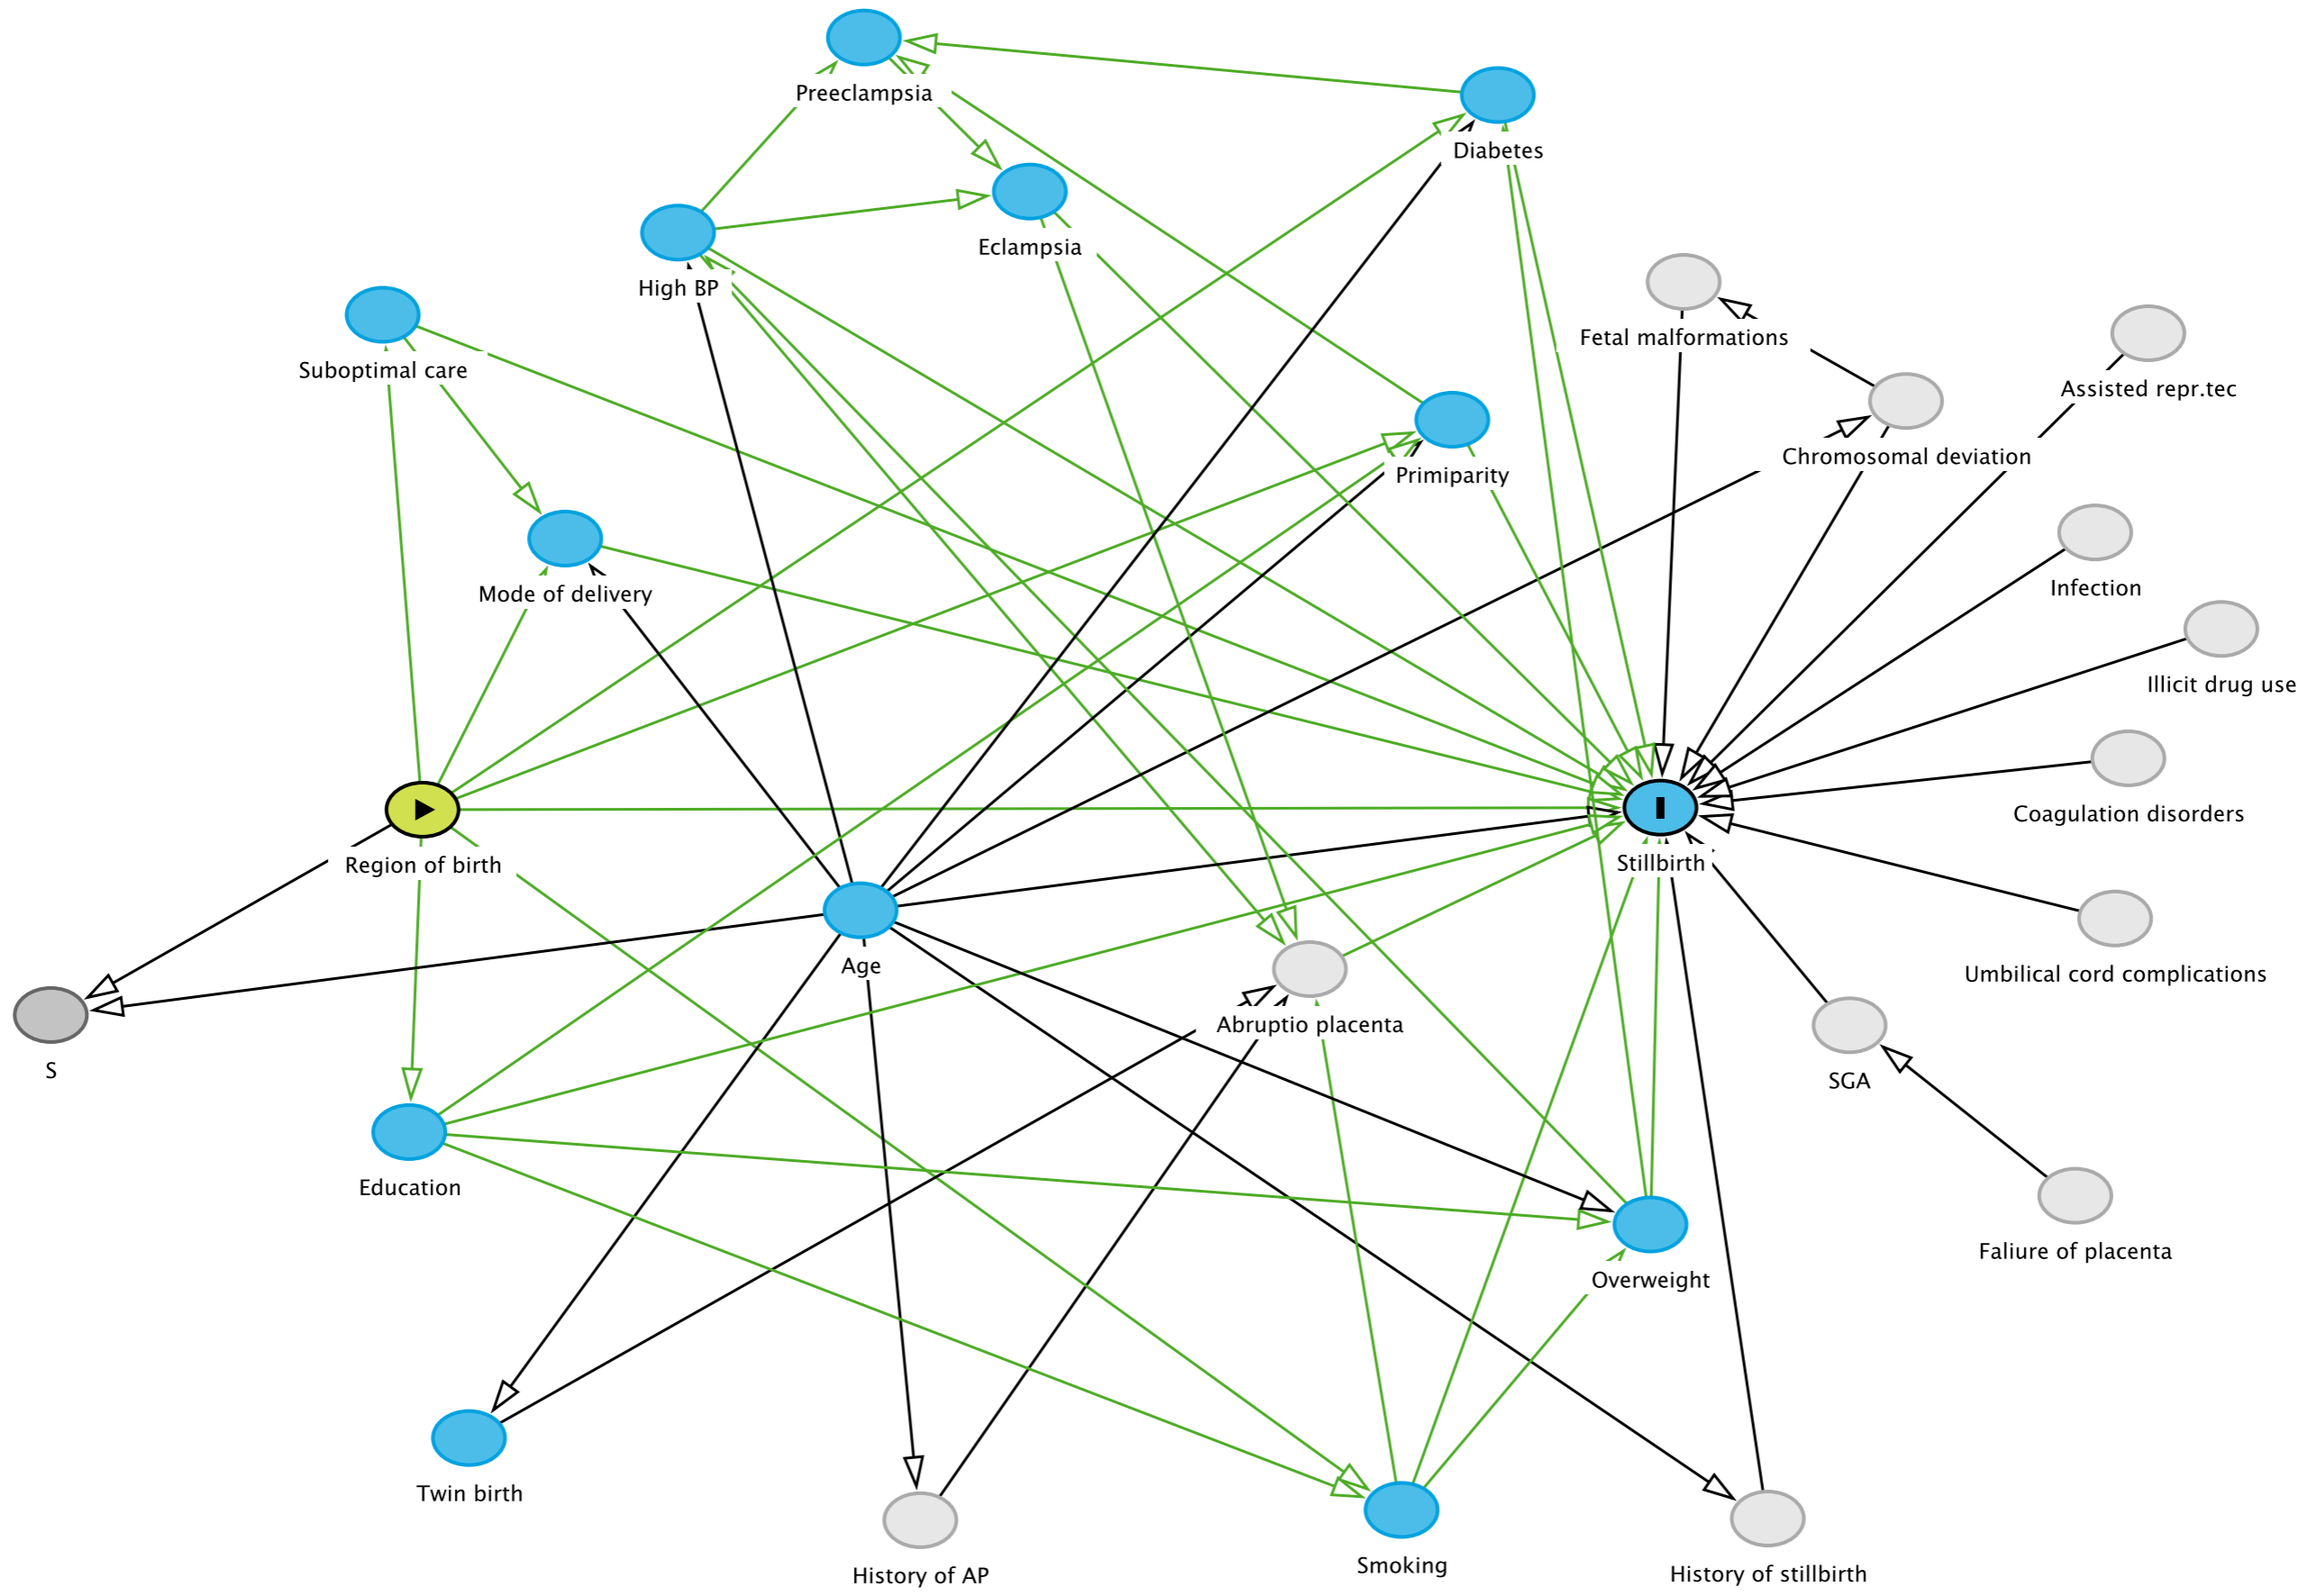 Preeclampsia
Diabetes
Eclampsia
High BP
Fetal malformations
Suboptimal care
Assisted repr.tec
Chromosomal deviation
Primiparity
Infection
Mode of delivery
Illicit drug use
Coagulation disorders
Region of birth
Stillbirth
Age
Umbilical cord complications
Abruptio placenta
S
SGA
Education
Faliure of placenta
Overweight
Twin birth
Smoking
History of AP
History of stillbirth